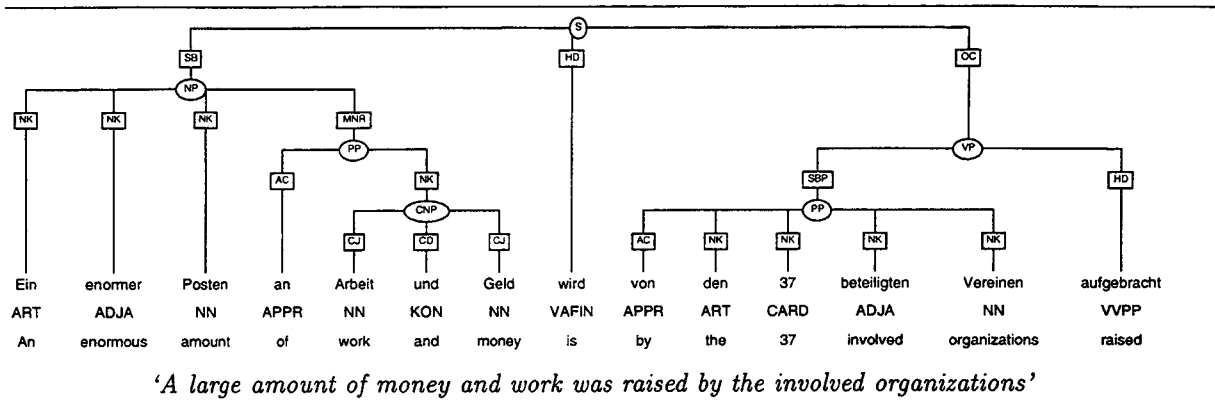 S
SB HD OC
NP
NK NK NK MNR
PP VP
AC NK SBP HD
CNP PP
CJ CD CJ AC NK NK NK NK
Ein enormer Posten an Arbeit und Geld wird von den 37 beteiligten Vereinen aufgebracht
ART ADJA NN APPR NN KON NN VAFIN APPR ART CARD ADJA NN VVPP
An enormous amount of work and money is by the 37 involved organizations raised
'A large amount of money and work was raised by the involved organizations'